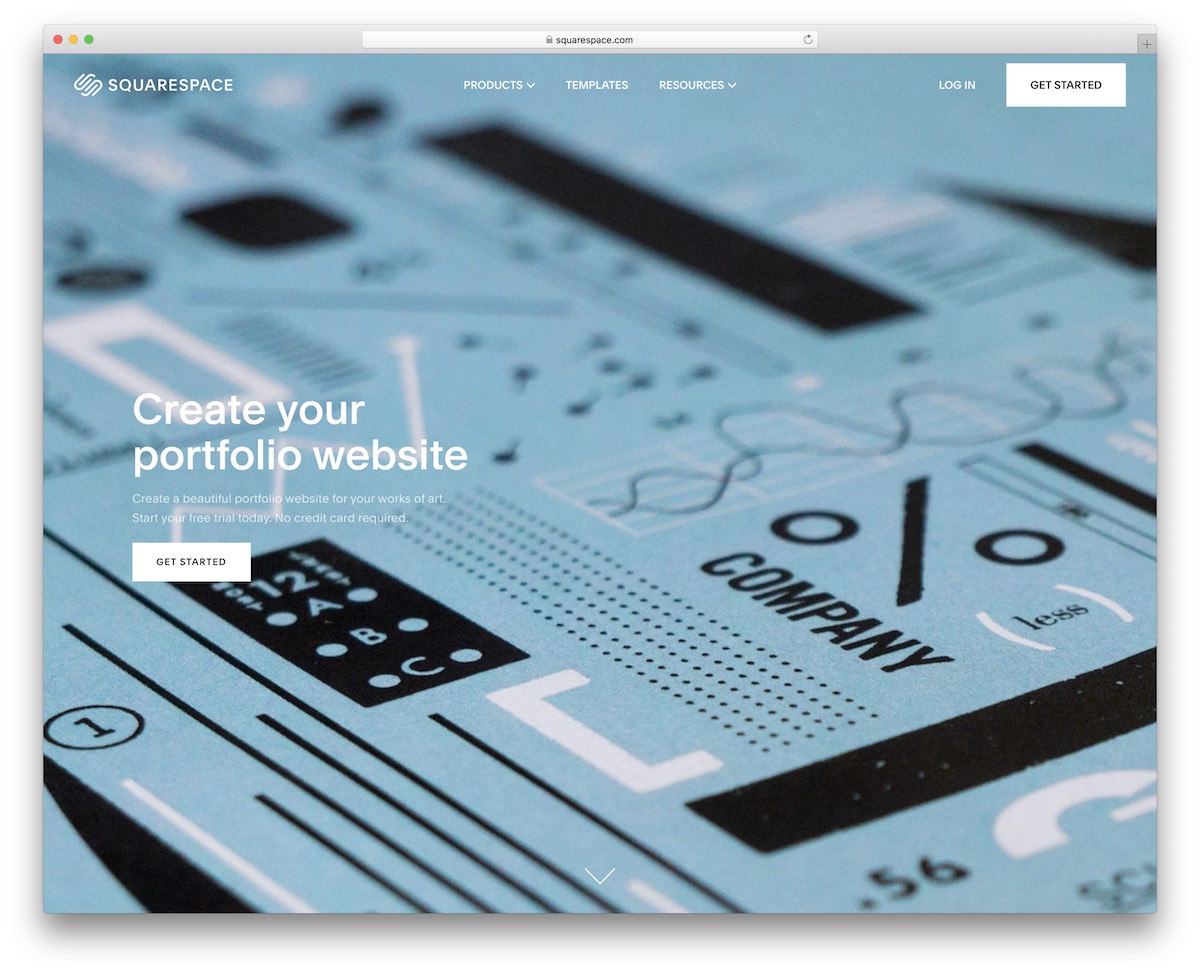 squarespace.com
SQUARESPACE
PRODUCTS
TEMPLATES
RESOURCES
LOG IN
GET STARTED
Create your
portfolio website
Create a beautiful portfolio website for your works of art.
Start your free trial today. No credit card required.
GET STARTED
12
A
B
C
COMPANY
less
1
.56